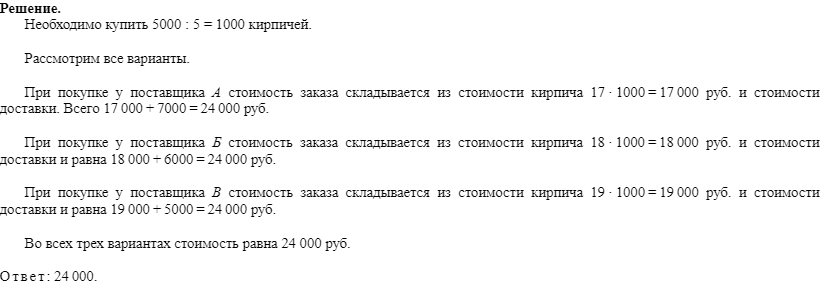 Решение.
Необходимо купить 5000 : 5 = 1000 кирпичей.
Рассмотрим все варианты.
При покупке у поставщика А стоимость заказа складывается из стоимости кирпича 17 · 1000 = 17 000 руб. и стоимости
доставки. Всего 17 000 + 7000 = 24 000 руб.
При покупке у поставщика Б стоимость заказа складывается из стоимости кирпича 18 · 1000 = 18 000 руб. и стоимости
доставки и равна 18 000 + 6000 = 24 000 руб.
При покупке у поставщика В стоимость заказа складывается из стоимости кирпича 19 · 1000 = 19 000 руб. и стоимости
доставки и равна 19 000 + 5000 = 24 000 руб.
Во всех трех вариантах стоимость равна 24 000 руб.
Ответ: 24 000.